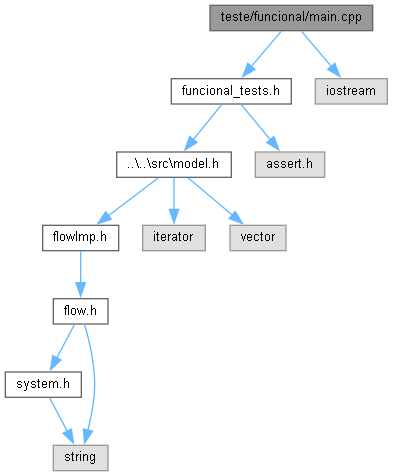 teste/funcional/main.cpp
funcional_tests.h
iostream
..\..\src\model.h
assert.h
flowImp.h
iterator
vector
flow.h
system.h
string